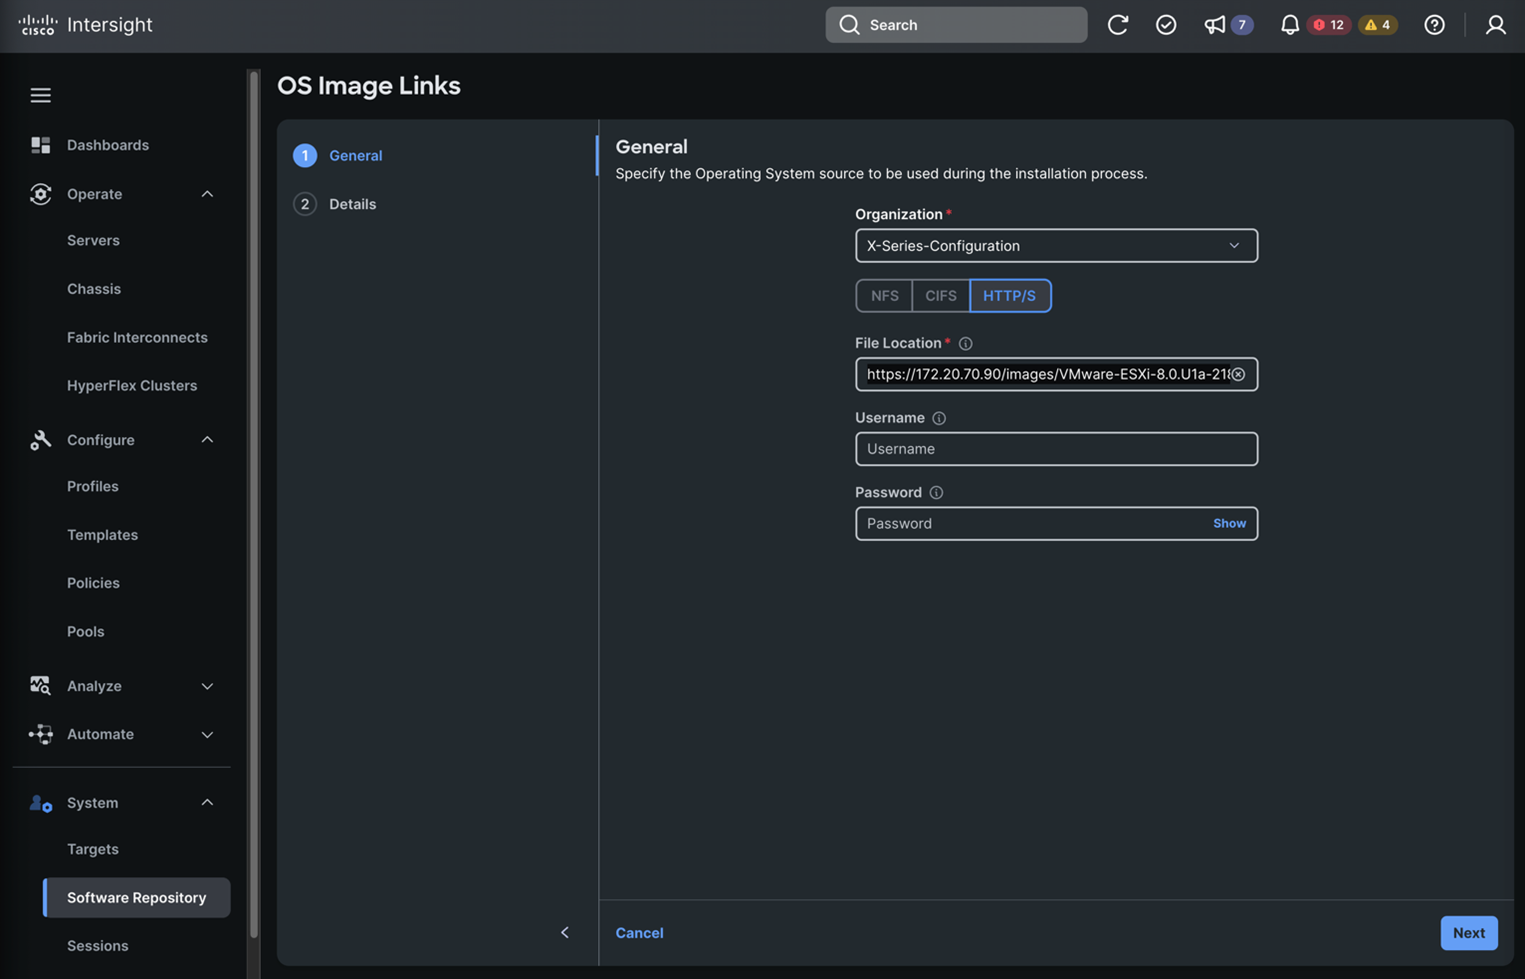 CISCO Intersight
Search
7
12
4
OS Image Links
Dashboards
Operate
Servers
Chassis
Fabric Interconnects
HyperFlex Clusters
Configure
Profiles
Templates
Policies
Pools
Analyze
Automate
System
Targets
Software Repository
Sessions
1 General
2 Details
General
Specify the Operating System source to be used during the installation process.
Organization *
X-Series-Configuration
NFS CIFS HTTP/S
File Location *
https://172.20.70.90/images/VMware-ESXi-8.0.U1a-218
Username
Username
Password
Password Show
Cancel Next